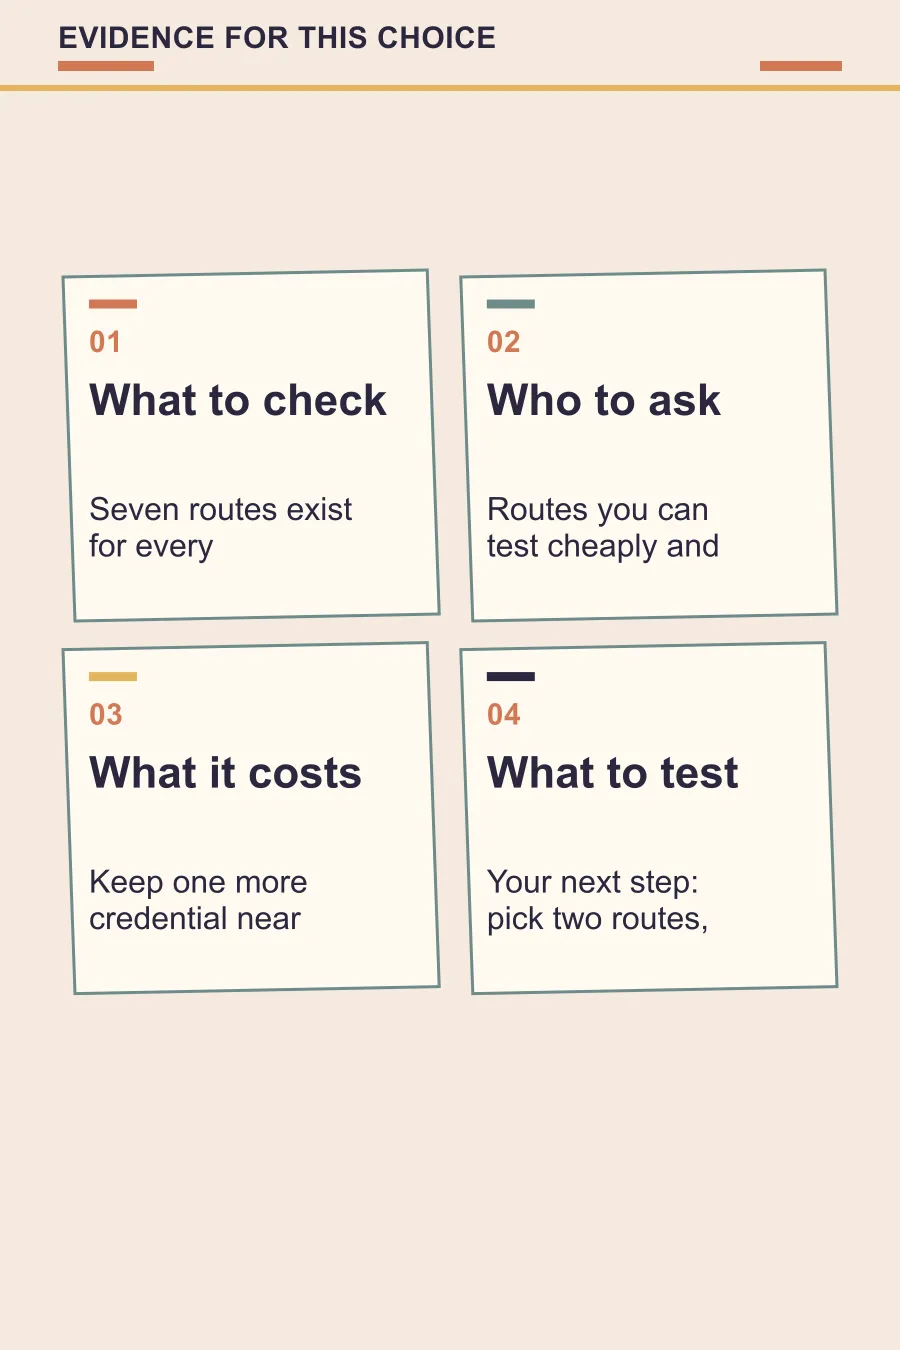 EVIDENCE FOR THIS CHOICE
01
What to check
Seven routes exist
for every
02
Who to ask
Routes you can
test cheaply and
03
What it costs
Keep one more
credential near
04
What to test
Your next step:
pick two routes,